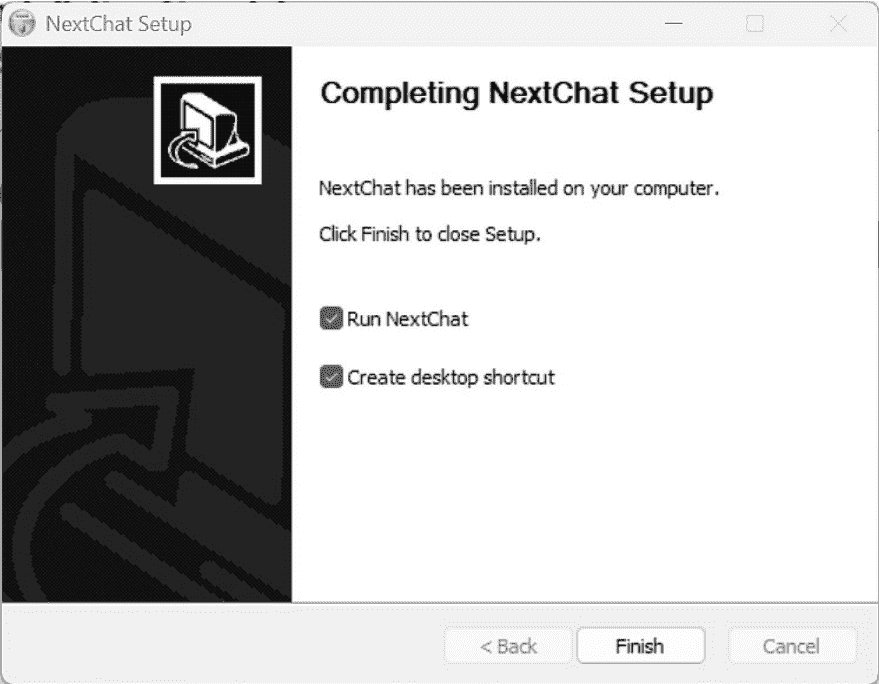 NextChat Setup
Completing NextChat Setup
NextChat has been installed on your computer.
Click Finish to close Setup.
Run NextChat
Create desktop shortcut
< Back
Finish
Cancel